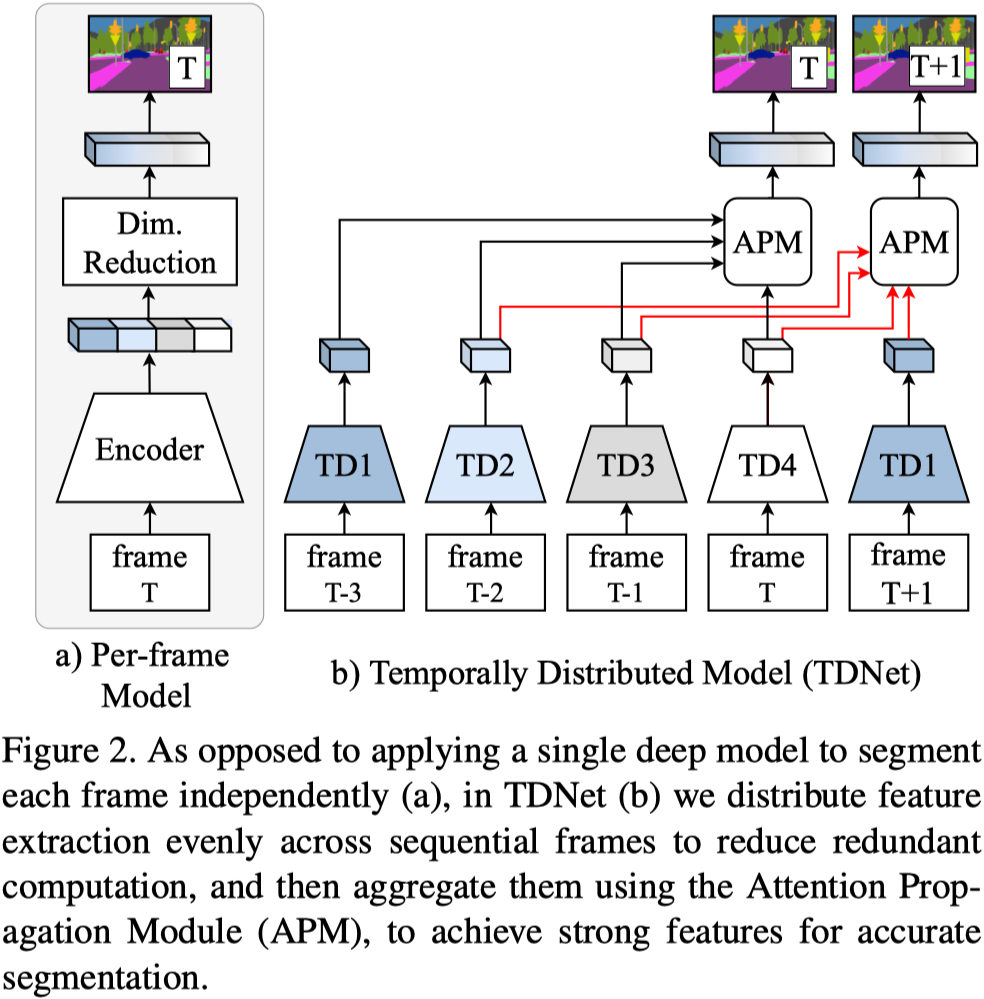 T
T
T+1
Dim.
Reduction
APM
APM
Encoder
TD1
TD2
TD3
TD4
TD1
frame
T
frame
T-3
frame
T-2
frame
T-1
frame
T
frame
T+1
a) Per-frame
Model
b) Temporally Distributed Model (TDNet)
Figure 2. As opposed to applying a single deep model to segment
each frame independently (a), in TDNet (b) we distribute feature
extraction evenly across sequential frames to reduce redundant
computation, and then aggregate them using the Attention Prop-
agation Module (APM), to achieve strong features for accurate
segmentation.